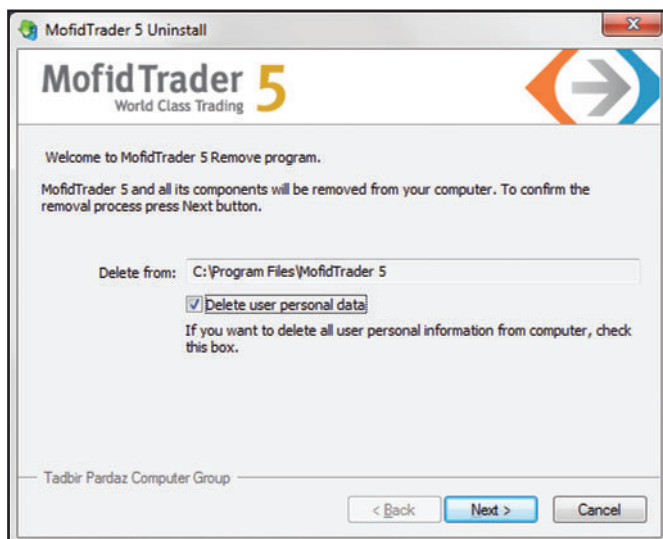 MofidTrader 5 Uninstall
MofidTrader 5
World Class Trading
Welcome to MofidTrader 5 Remove program.
MofidTrader 5 and all its components will be removed from your computer. To confirm the
removal process press Next button.
Delete from: C:\Program Files\MofidTrader 5
Delete user personal data
If you want to delete all user personal information from computer, check
this box.
Tadbir Pardaz Computer Group
< Back Next > Cancel